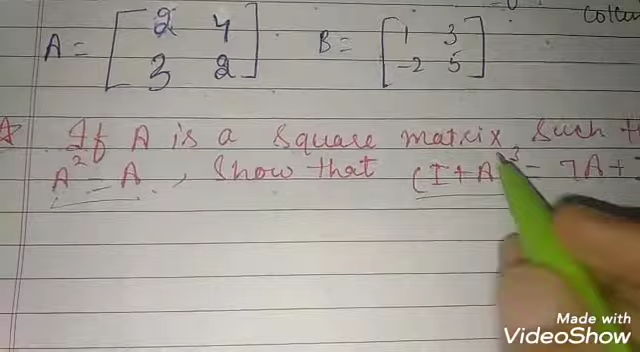 A = [ 2 4
3 2 ] B = [ 1 3
-2 5 ]
If A is a square matrix such
A² = A, show that (I + A)³ = 7A +
Made with
VideoShow